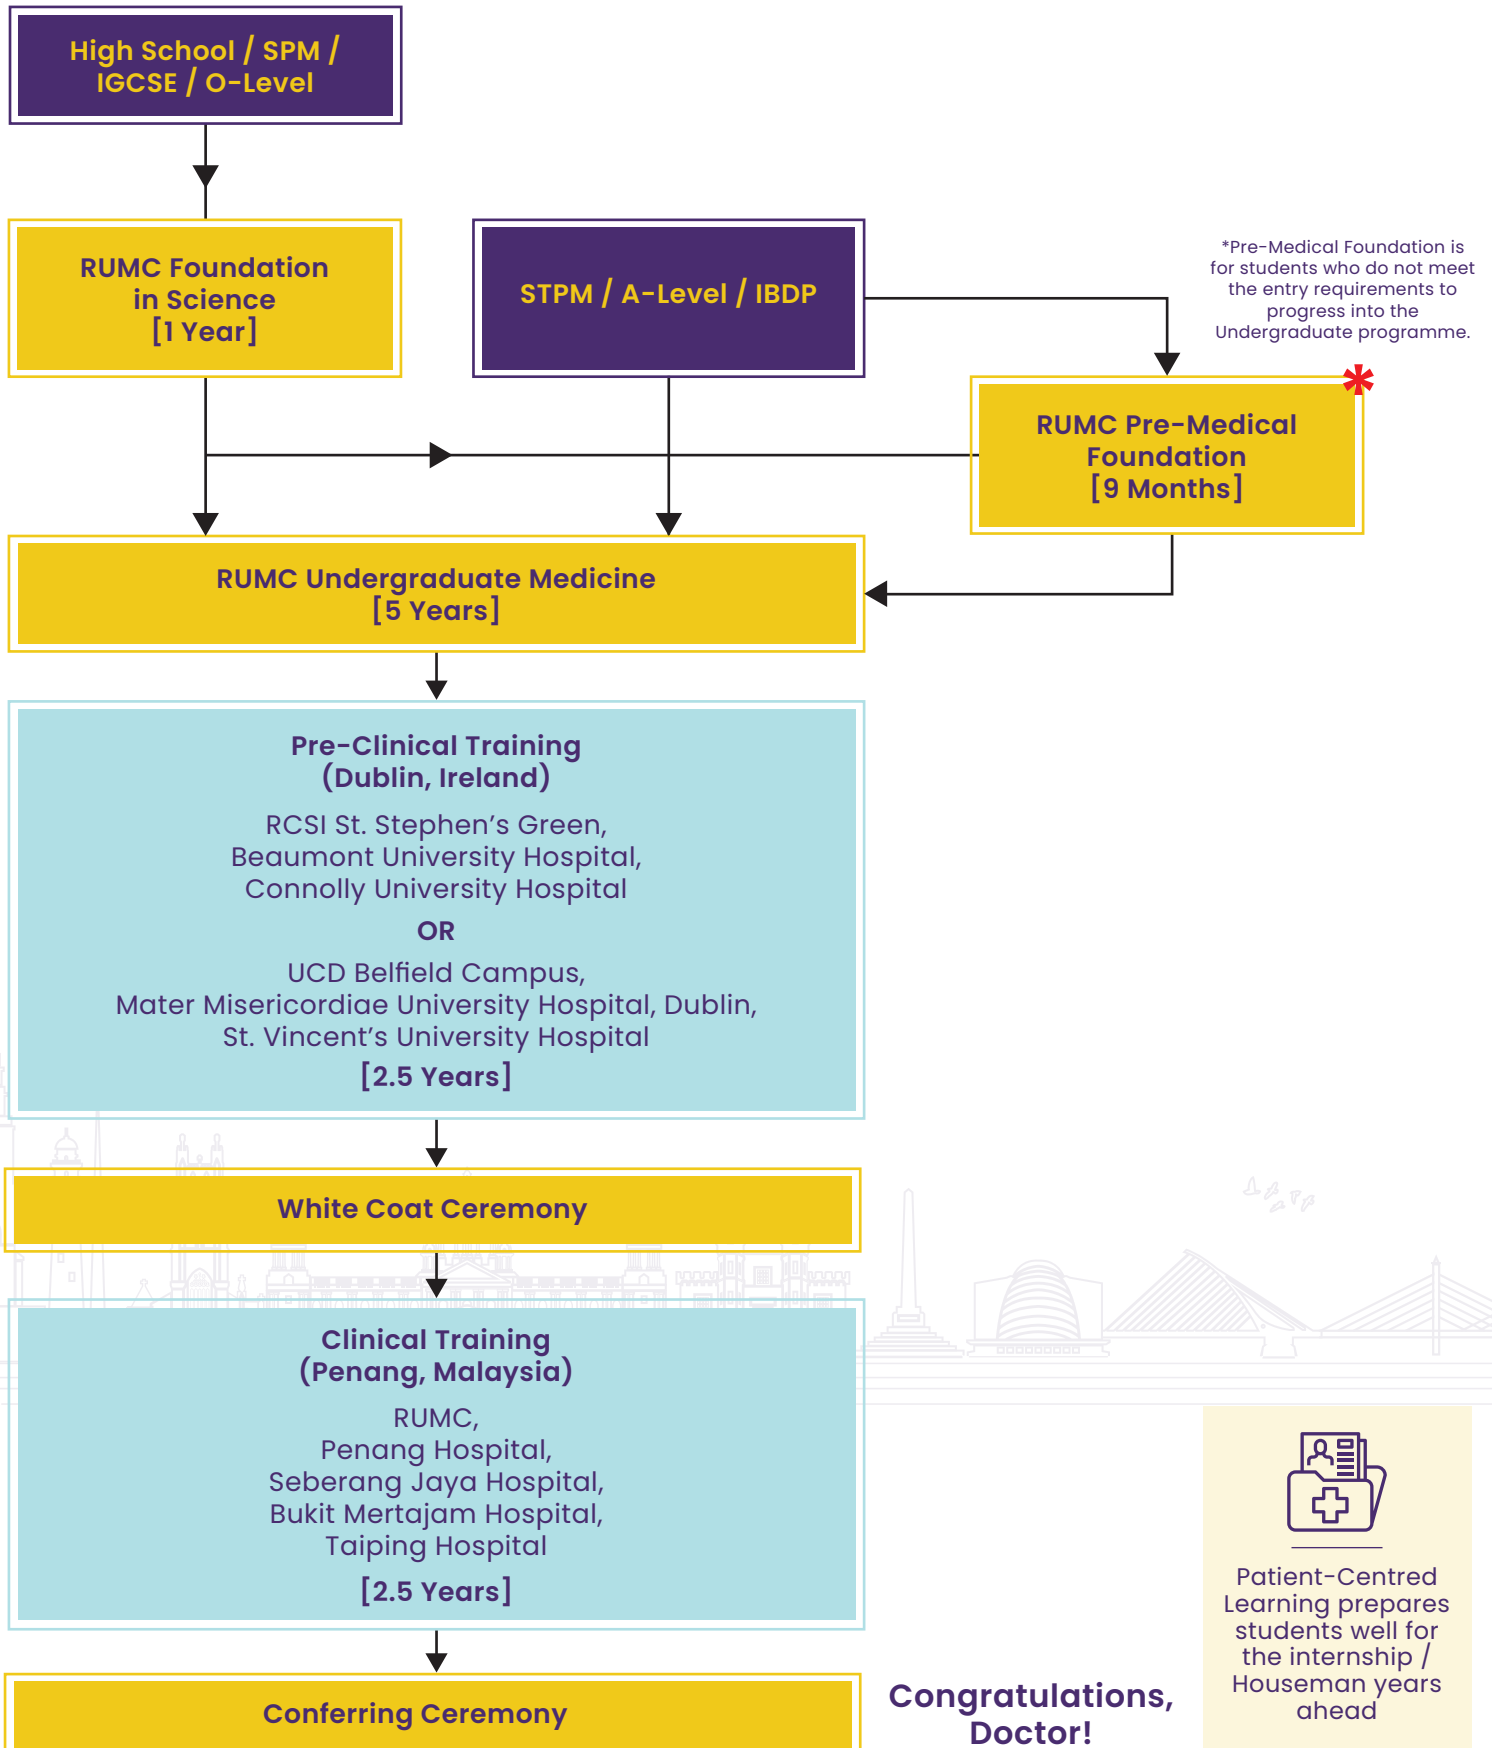 High School / SPM /
IGCSE / O-Level
RUMC Foundation
in Science
[1 Year]
STPM / A-Level / IBDP
*Pre-Medical Foundation is
for students who do not meet
the entry requirements to
progress into the
Undergraduate programme.
*
RUMC Pre-Medical
Foundation
[9 Months]
RUMC Undergraduate Medicine
[5 Years]
Pre-Clinical Training
(Dublin, Ireland)
RCSI St. Stephen's Green,
Beaumont University Hospital,
Connolly University Hospital
OR
UCD Belfield Campus,
Mater Misericordiae University Hospital, Dublin,
St. Vincent's University Hospital
[2.5 Years]
White Coat Ceremony
Clinical Training
(Penang, Malaysia)
RUMC,
Penang Hospital,
Seberang Jaya Hospital,
Bukit Mertajam Hospital,
Taiping Hospital
[2.5 Years]
Conferring Ceremony
Congratulations,
Doctor!
Patient-Centred
Learning prepares
students well for
the internship /
Houseman years
ahead